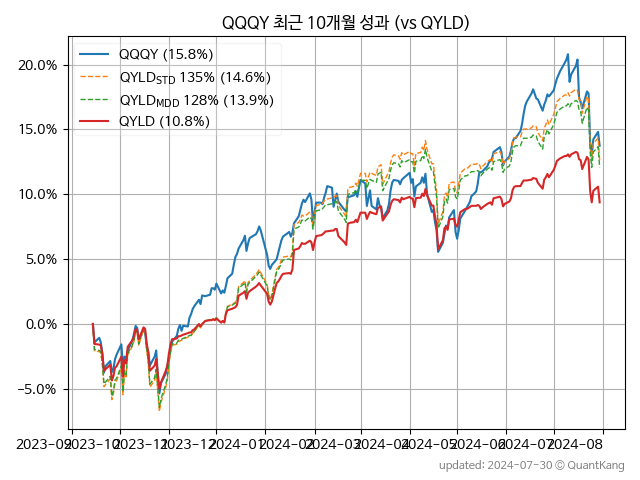 QQQY 최근 10개월 성과 (vs QYLD)
QQQY (15.8%)
QYLDSTD 135% (14.6%)
QYLDMDD 128% (13.9%)
QYLD (10.8%)
20.0%
15.0%
10.0%
5.0%
0.0%
−5.0%
2023-09 2023-10 2023-11 2023-12 2024-01 2024-02 2024-03 2024-04 2024-05 2024-06 2024-07 2024-08
updated: 2024-07-30 © QuantKang